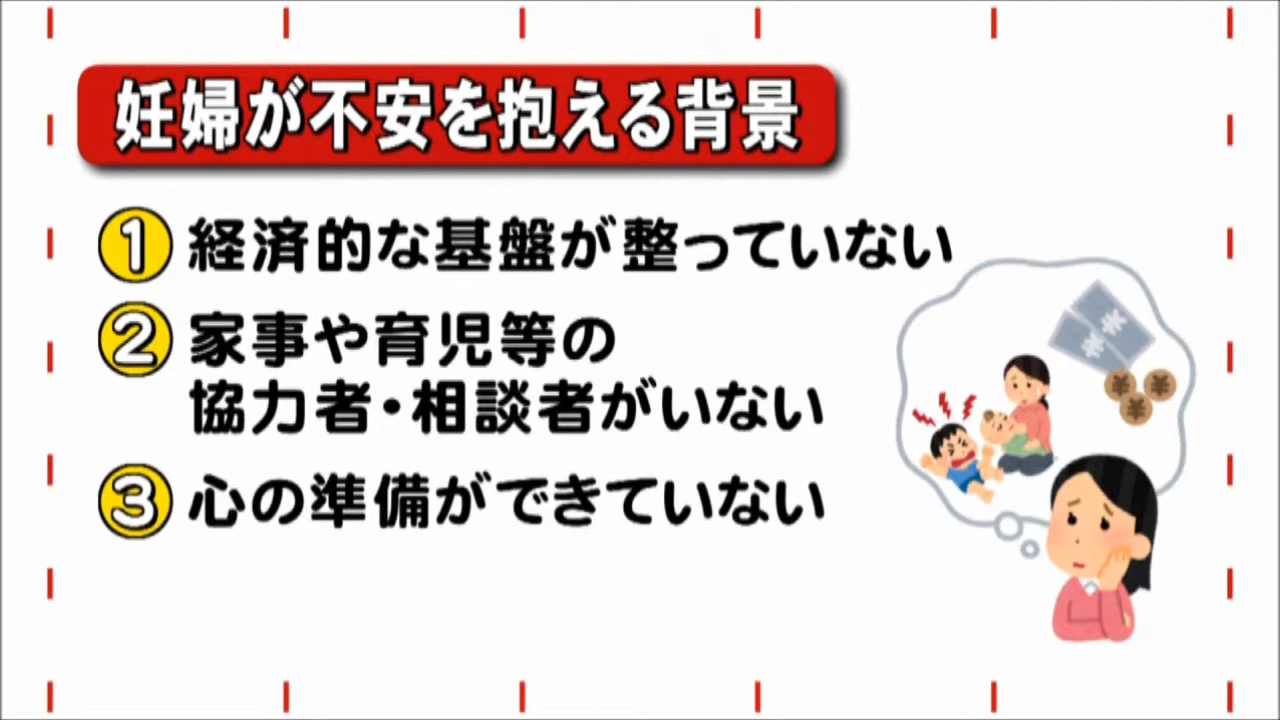 妊婦が不安を抱える背景
① 経済的な基盤が整っていない
② 家事や育児等の
協力者・相談者がいない
③ 心の準備ができていない